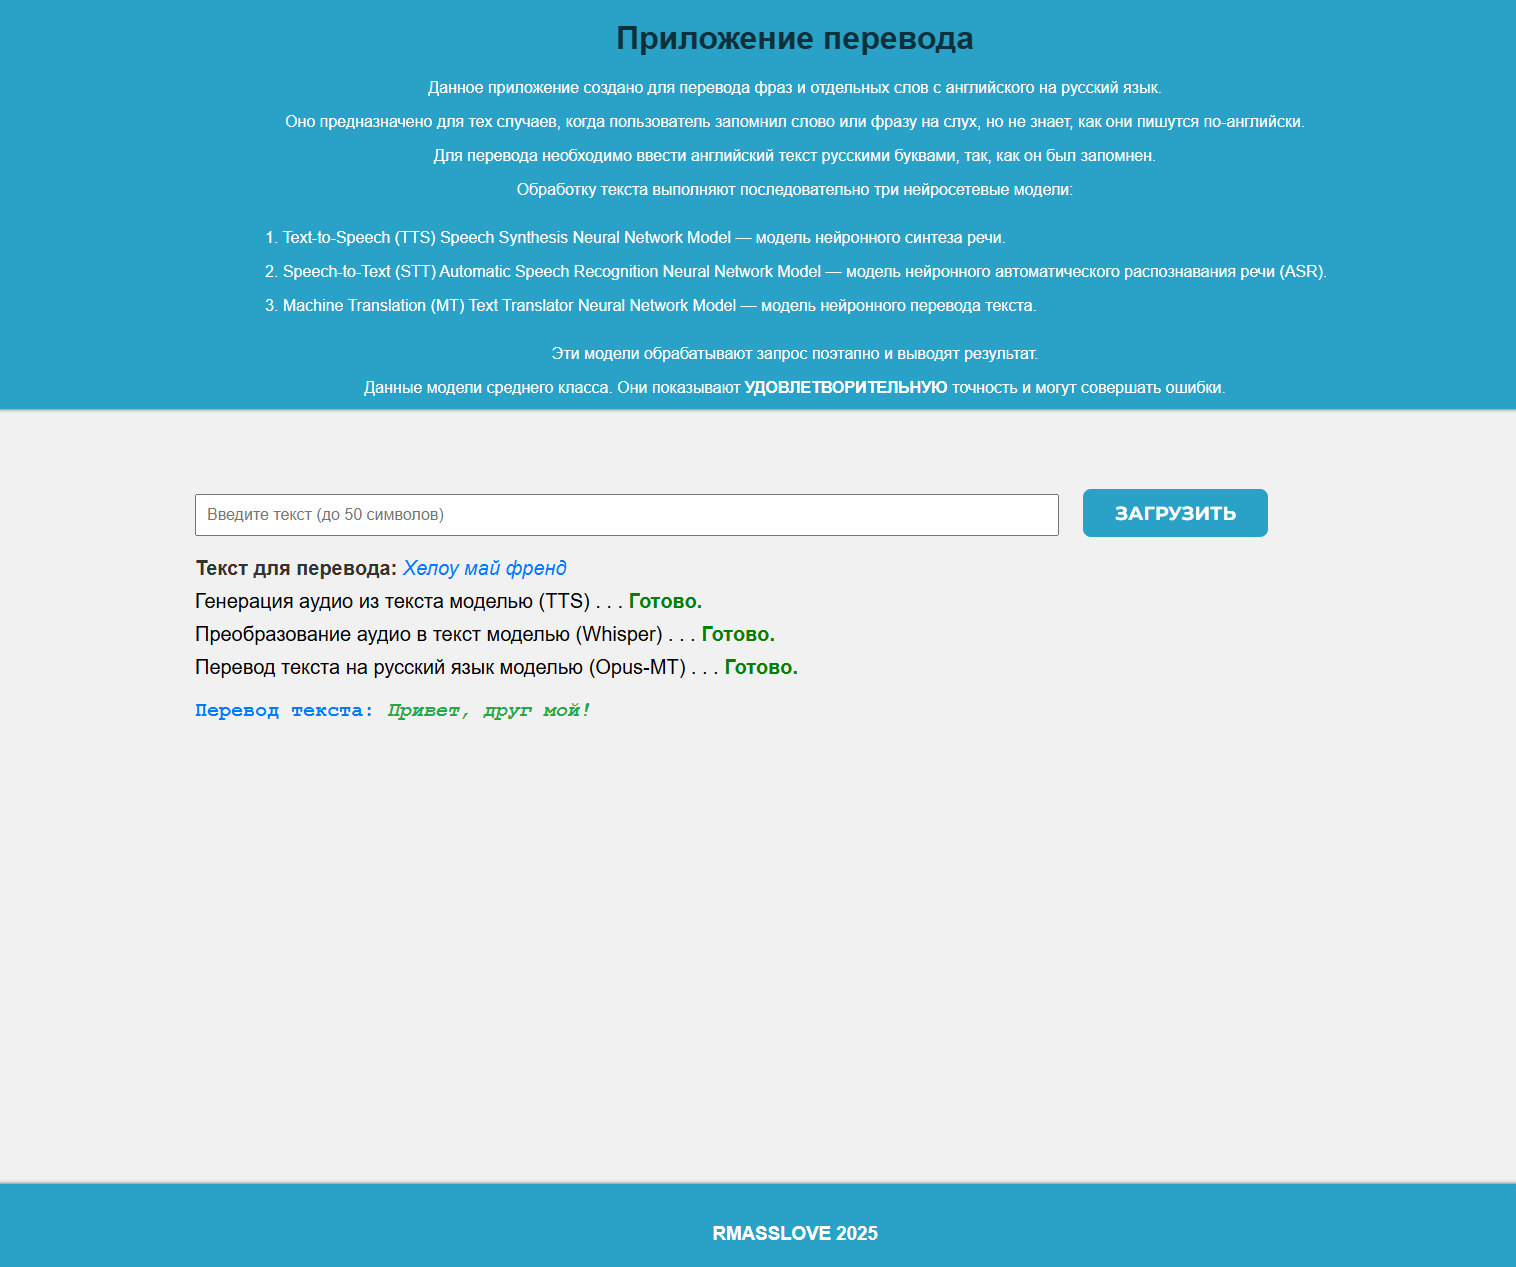 Приложение перевода
Данное приложение создано для перевода фраз и отдельных слов с английского на русский язык.
Оно предназначено для тех случаев, когда пользователь запомнил слово или фразу на слух, но не знает, как они пишутся по-английски.
Для перевода необходимо ввести английский текст русскими буквами, так, как он был запомнен.
Обработку текста выполняют последовательно три нейросетевые модели:
1. Text-to-Speech (TTS) Speech Synthesis Neural Network Model — модель нейронного синтеза речи.
2. Speech-to-Text (STT) Automatic Speech Recognition Neural Network Model — модель нейронного автоматического распознавания речи (ASR).
3. Machine Translation (MT) Text Translator Neural Network Model — модель нейронного перевода текста.
Эти модели обрабатывают запрос поэтапно и выводят результат.
Данные модели среднего класса. Они показывают УДОВЛЕТВОРИТЕЛЬНУЮ точность и могут совершать ошибки.
Введите текст (до 50 символов)
ЗАГРУЗИТЬ
Текст для перевода: Хелоу май френд
Генерация аудио из текста моделью (TTS) . . . Готово.
Преобразование аудио в текст моделью (Whisper) . . . Готово.
Перевод текста на русский язык моделью (Opus-MT) . . . Готово.
Перевод текста: Привет, друг мой!
RMASSLOVE 2025